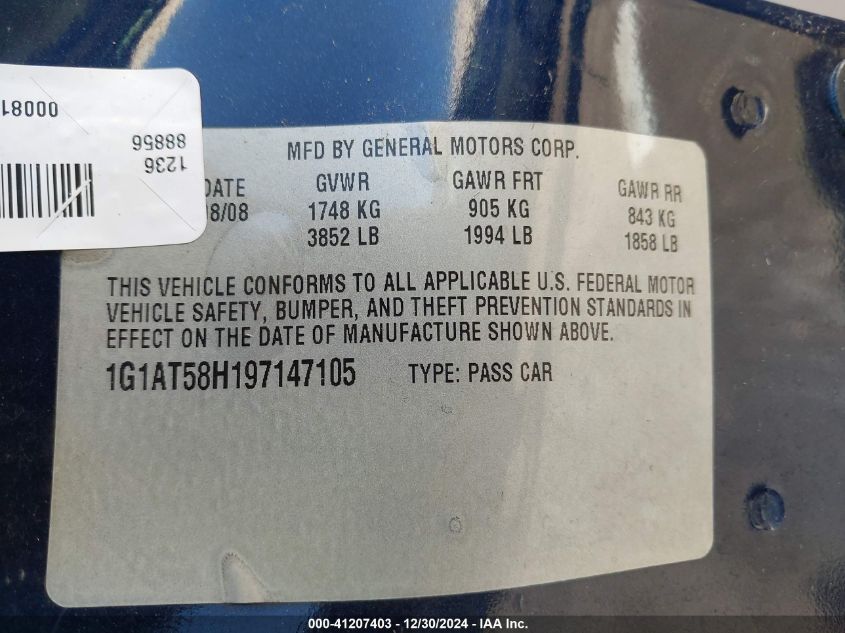 00081
88856
1236
MFD BY GENERAL MOTORS CORP.
DATE GVWR GAWR FRT GAWR RR
8/08 1748 KG 905 KG 843 KG
3852 LB 1994 LB 1858 LB
THIS VEHICLE CONFORMS TO ALL APPLICABLE U.S. FEDERAL MOTOR
VEHICLE SAFETY, BUMPER, AND THEFT PREVENTION STANDARDS IN
EFFECT ON THE DATE OF MANUFACTURE SHOWN ABOVE.
1G1AT58H197147105 TYPE: PASS CAR
000-41207403 - 12/30/2024 - IAA Inc.